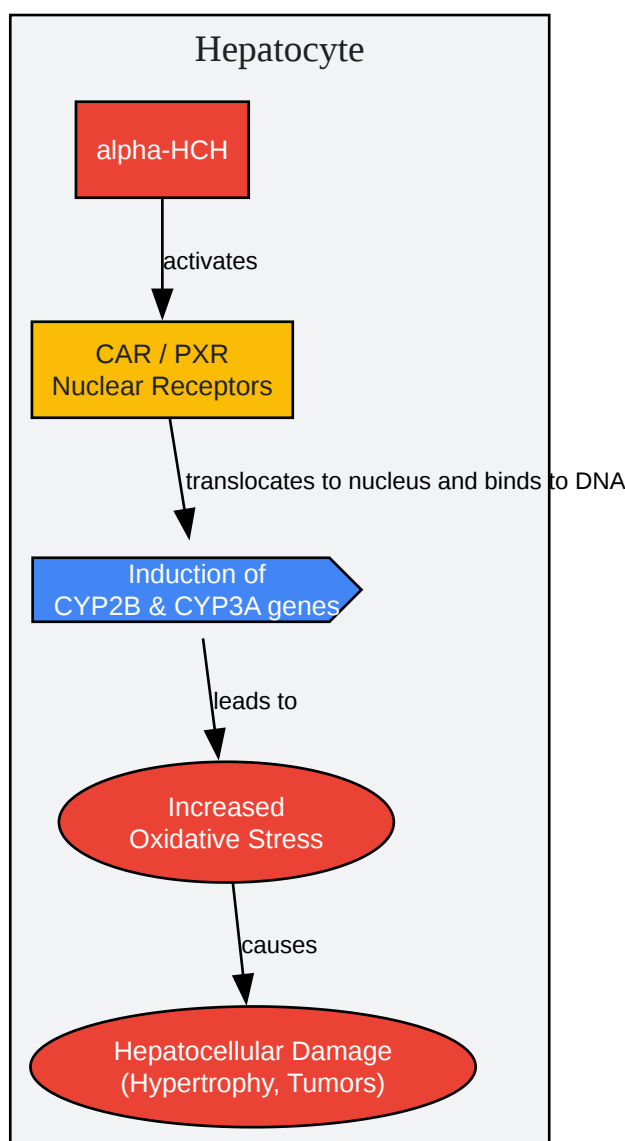 Hepatocyte
alpha-HCH
activates
CAR / PXR
Nuclear Receptors
translocates to nucleus and binds to DNA
Induction of
CYP2B & CYP3A genes
leads to
Increased
Oxidative Stress
causes
Hepatocellular Damage
(Hypertrophy, Tumors)